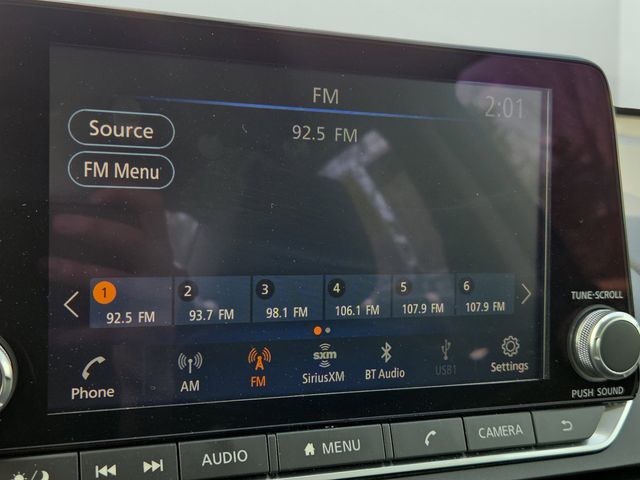 FM
2:01
Source
92.5 FM
FM Menu
1 2 3 4 5 6
92.5 FM 93.7 FM 98.1 FM 106.1 FM 107.9 FM 107.9 FM
TUNE·SCROLL
Phone AM FM sxm SiriusXM BT Audio USB1 Settings
PUSH SOUND
AUDIO MENU CAMERA